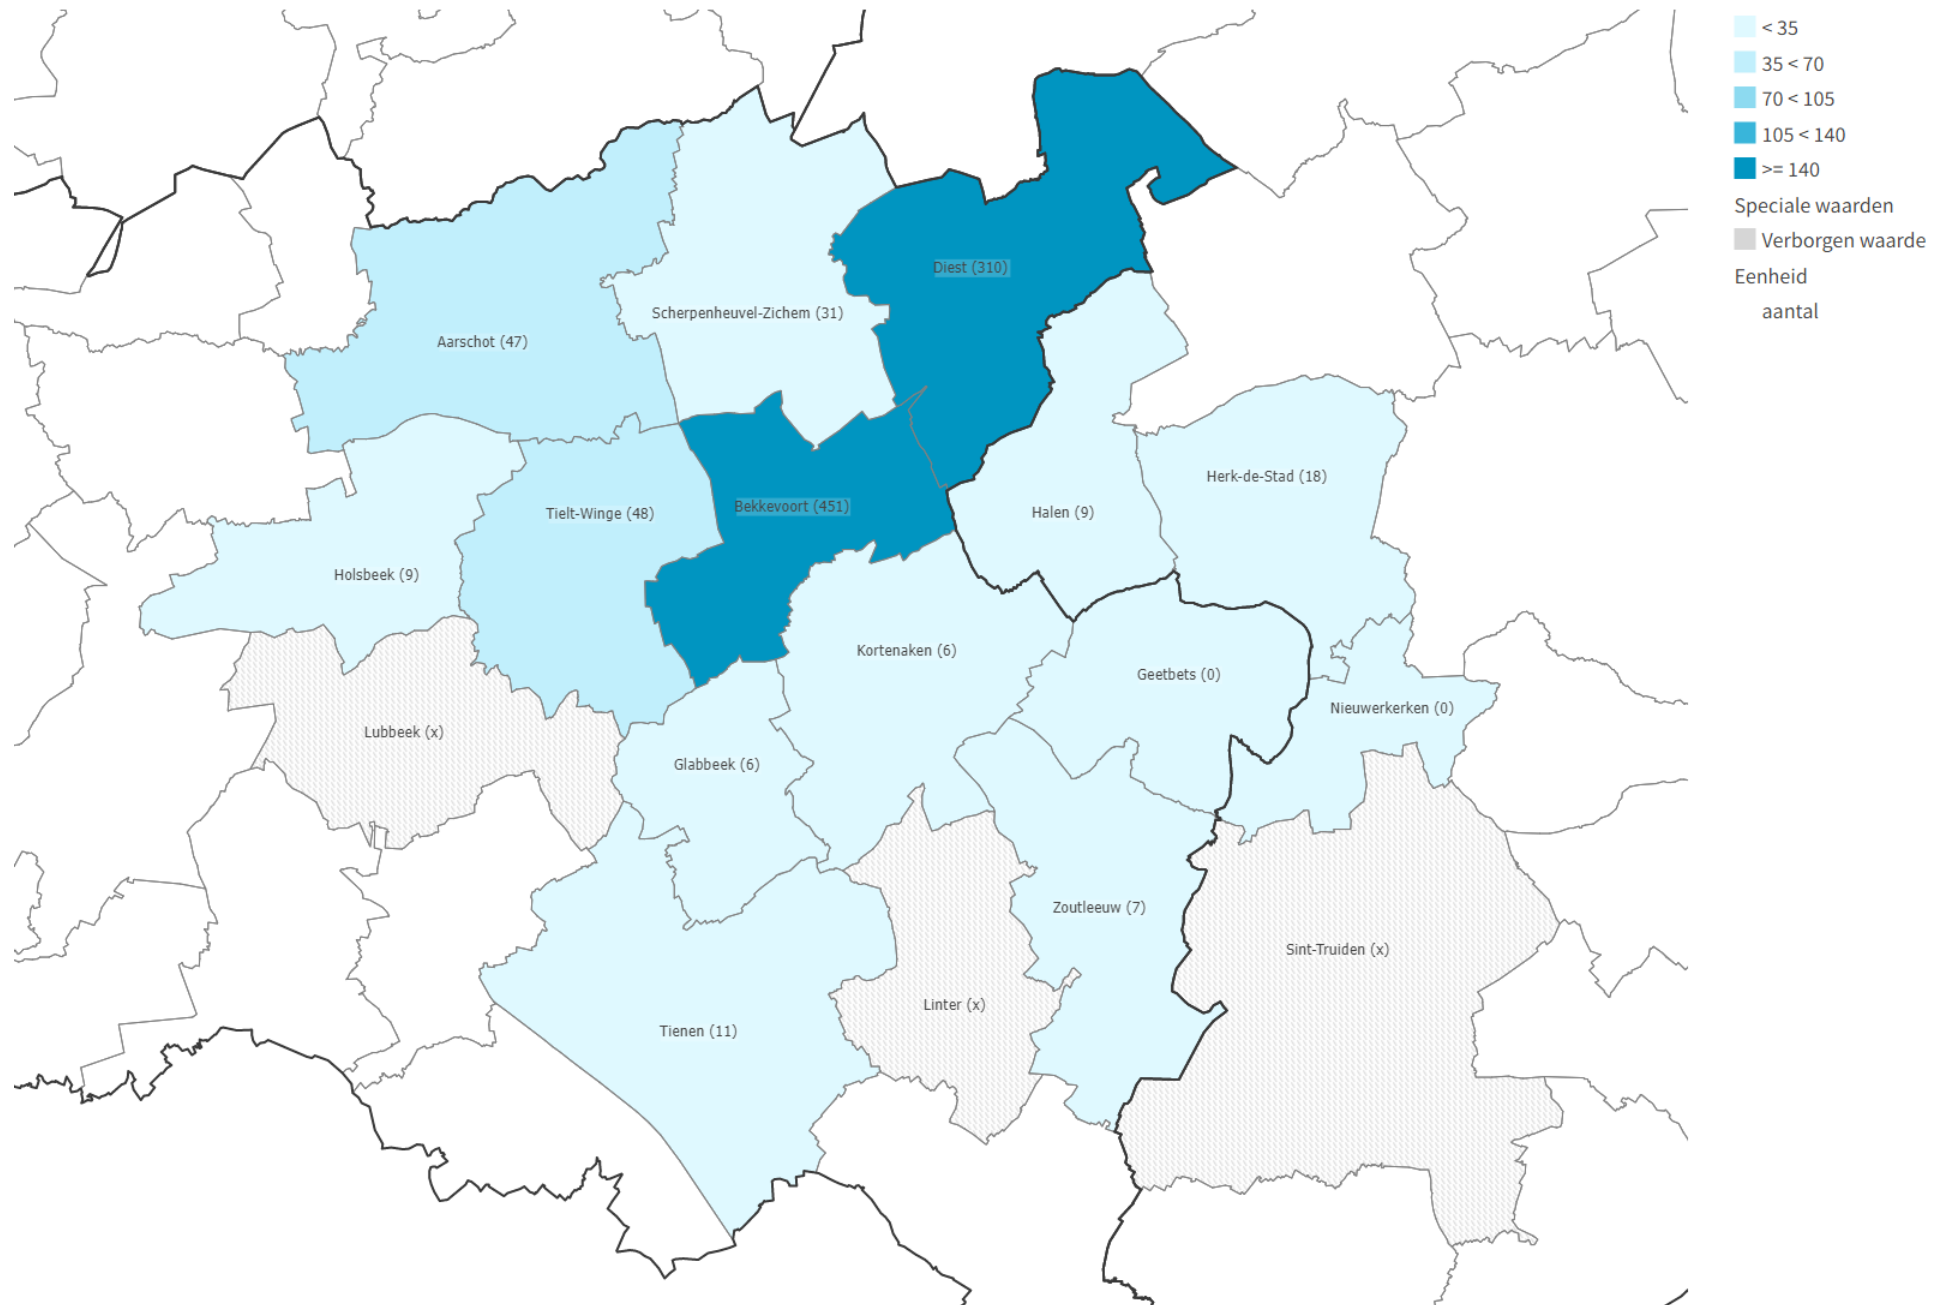 < 35
35 < 70
70 < 105
105 < 140
>= 140
Speciale waarden
Verborgen waarde
Eenheid
aantal
Diest (310)
Scherpenheuvel-Zichem (31)
Aarschot (47)
Herk-de-Stad (18)
Bekkevoort (451)
Halen (9)
Tielt-Winge (48)
Holsbeek (9)
Kortenaken (6)
Geetbets (0)
Nieuwerkerken (0)
Lubbeek (x)
Glabbeek (6)
Zoutleeuw (7)
Sint-Truiden (x)
Linter (x)
Tienen (11)